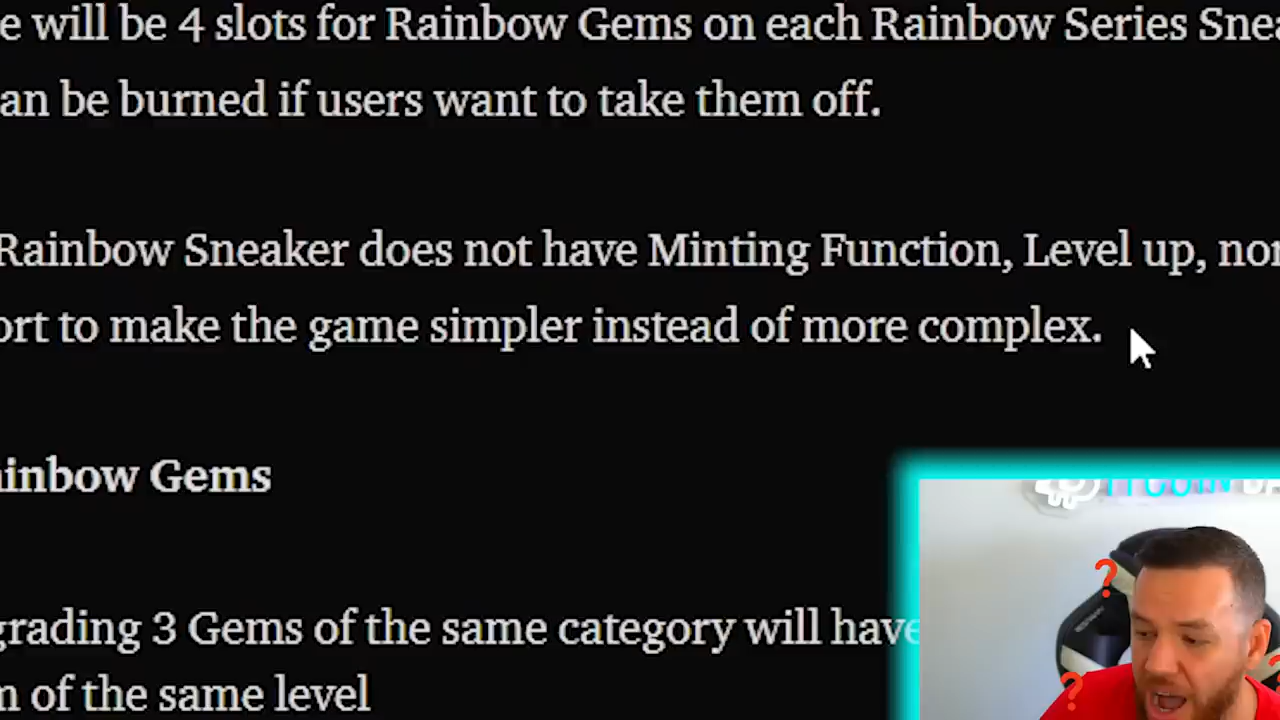 e will be 4 slots for Rainbow Gems on each Rainbow Series Snea
an be burned if users want to take them off.
Rainbow Sneaker does not have Minting Function, Level up, nor
ort to make the game simpler instead of more complex.
ainbow Gems
grading 3 Gems of the same category will have
m of the same level
ITCOIN